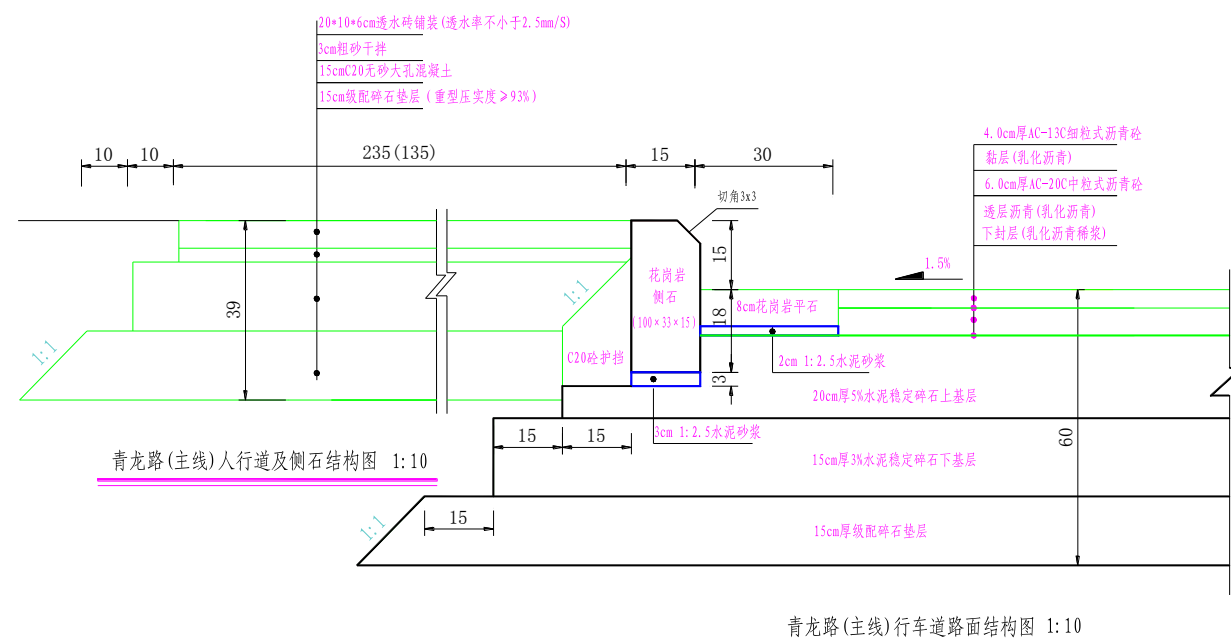 20*10*6cm透水砖铺装(透水率不小于2.5mm/S)
3cm粗砂干拌
15cmC20无砂大孔混凝土
15cm级配碎石垫层(重型压实度≥93%)
10
10
235(135)
15
30
4.0cm厚AC-13C细粒式沥青砼
黏层(乳化沥青)
6.0cm厚AC-20C中粒式沥青砼
透层沥青(乳化沥青)
下封层(乳化沥青稀浆)
切角3x3
1.5%
15
花岗岩
侧石
(100×33×15)
1:1
39
18
8cm花岗岩平石
1:1
C20砼护挡
2cm 1:2.5水泥砂浆
3
20cm厚5%水泥稳定碎石上基层
15
15
3cm 1:2.5水泥砂浆
60
青龙路(主线)人行道及侧石结构图 1:10
15cm厚3%水泥稳定碎石下基层
1:1
15
15cm厚级配碎石垫层
青龙路(主线)行车道路面结构图 1:10